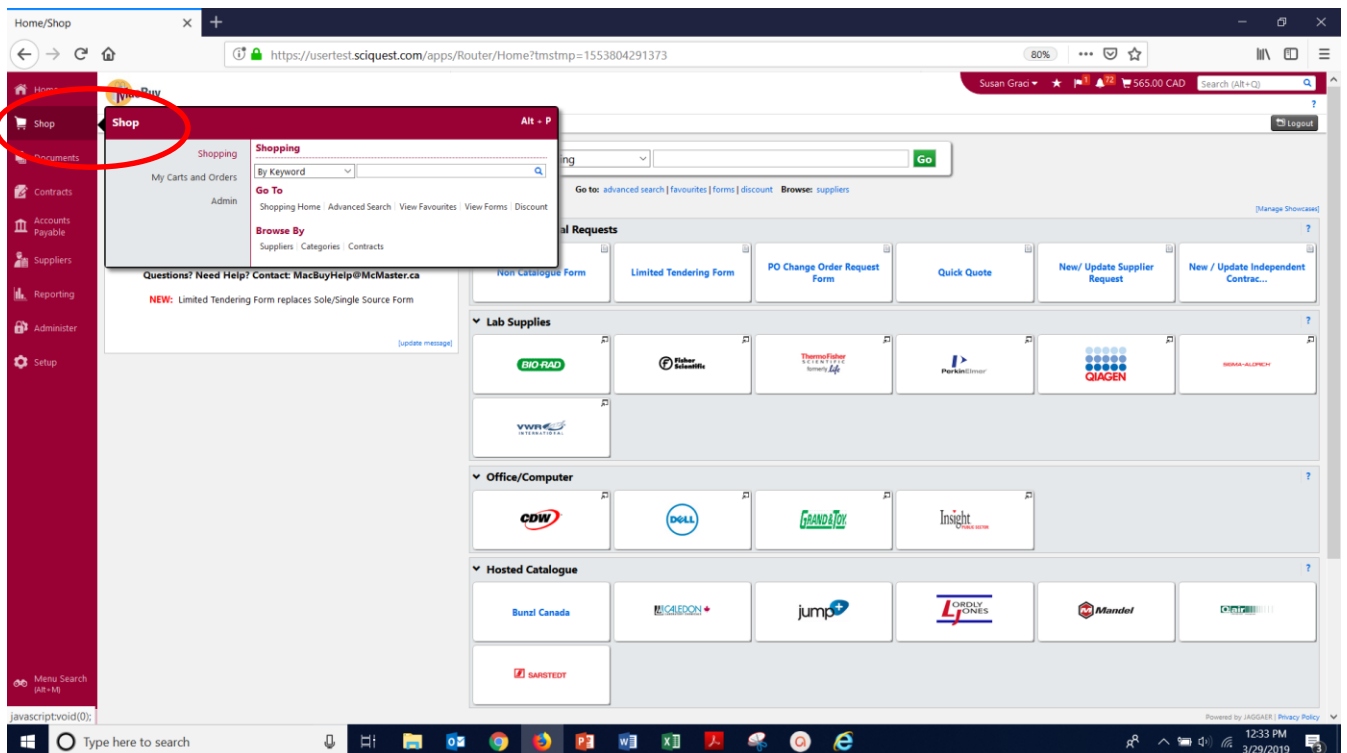 Home/Shop
https://usertest.sciquest.com/apps/Router/Home?tmstmp=1553804291373
80%
Home
Shop
Documents
Contracts
Accounts Payable
Suppliers
Reporting
Administer
Setup
Menu Search
(Alt+M)
javascript:void(0);
Susan Graci
1
72
565.00 CAD
Search (Alt+Q)
?
Logout
Shop
Alt + P
Shopping
My Carts and Orders
Admin
Shopping
By Keyword
Go To
Shopping Home | Advanced Search | View Favourites | View Forms | Discount
Browse By
Suppliers | Categories | Contracts
Go
Go to: advanced search | favourites | forms | discount Browse: suppliers
[Manage Showcases]
Questions? Need Help? Contact: MacBuyHelp@McMaster.ca
NEW: Limited Tendering Form replaces Sole/Single Source Form
[update message]
al Requests
?
Non Catalogue Form
Limited Tendering Form
PO Change Order Request Form
Quick Quote
New/ Update Supplier Request
New / Update Independent Contrac...
Lab Supplies
?
BIO-RAD
Fisher Scientific
ThermoFisher SCIENTIFIC formerly Life
PerkinElmer
QIAGEN
SIGMA-ALDRICH
VWR INTERNATIONAL
Office/Computer
?
CDW
DELL
GRAND&TOY
Insight PUBLIC SECTOR
Hosted Catalogue
?
Bunzl Canada
CALEDON
jump+
LORDLY JONES
Mandel
SARSTEDT
Powered by JAGGAER | Privacy Policy
Type here to search
12:33 PM
3/29/2019